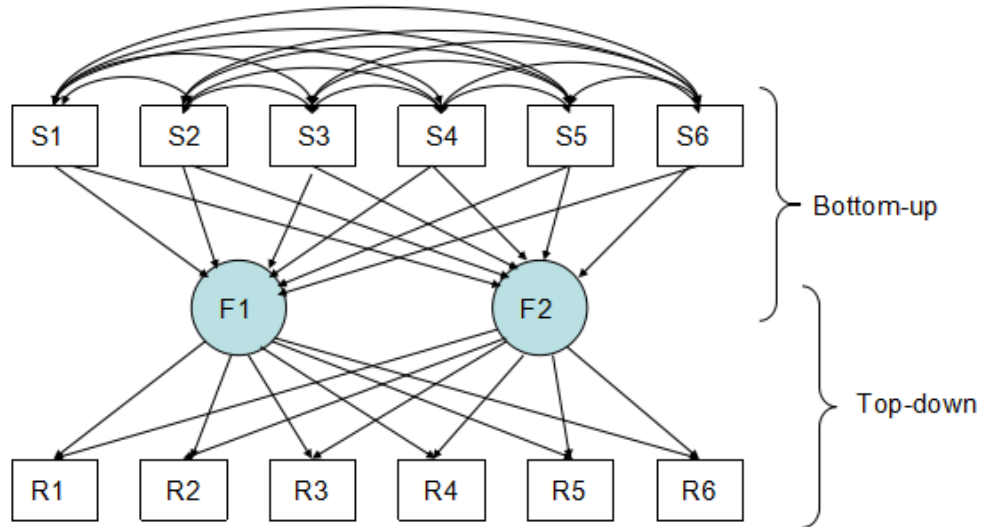 S1 S2 S3 S4 S5 S6
Bottom-up
F1 F2
Top-down
R1 R2 R3 R4 R5 R6